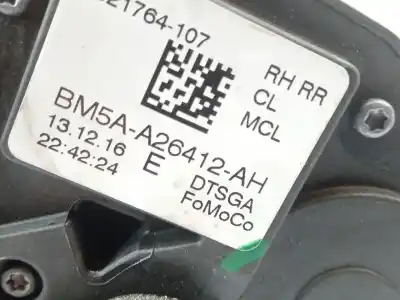 21764-107
RH RR
CL
MCL
BM5A-A26412-AH
13.12.16
E
DTSGA
22:42:24
FoMoCo